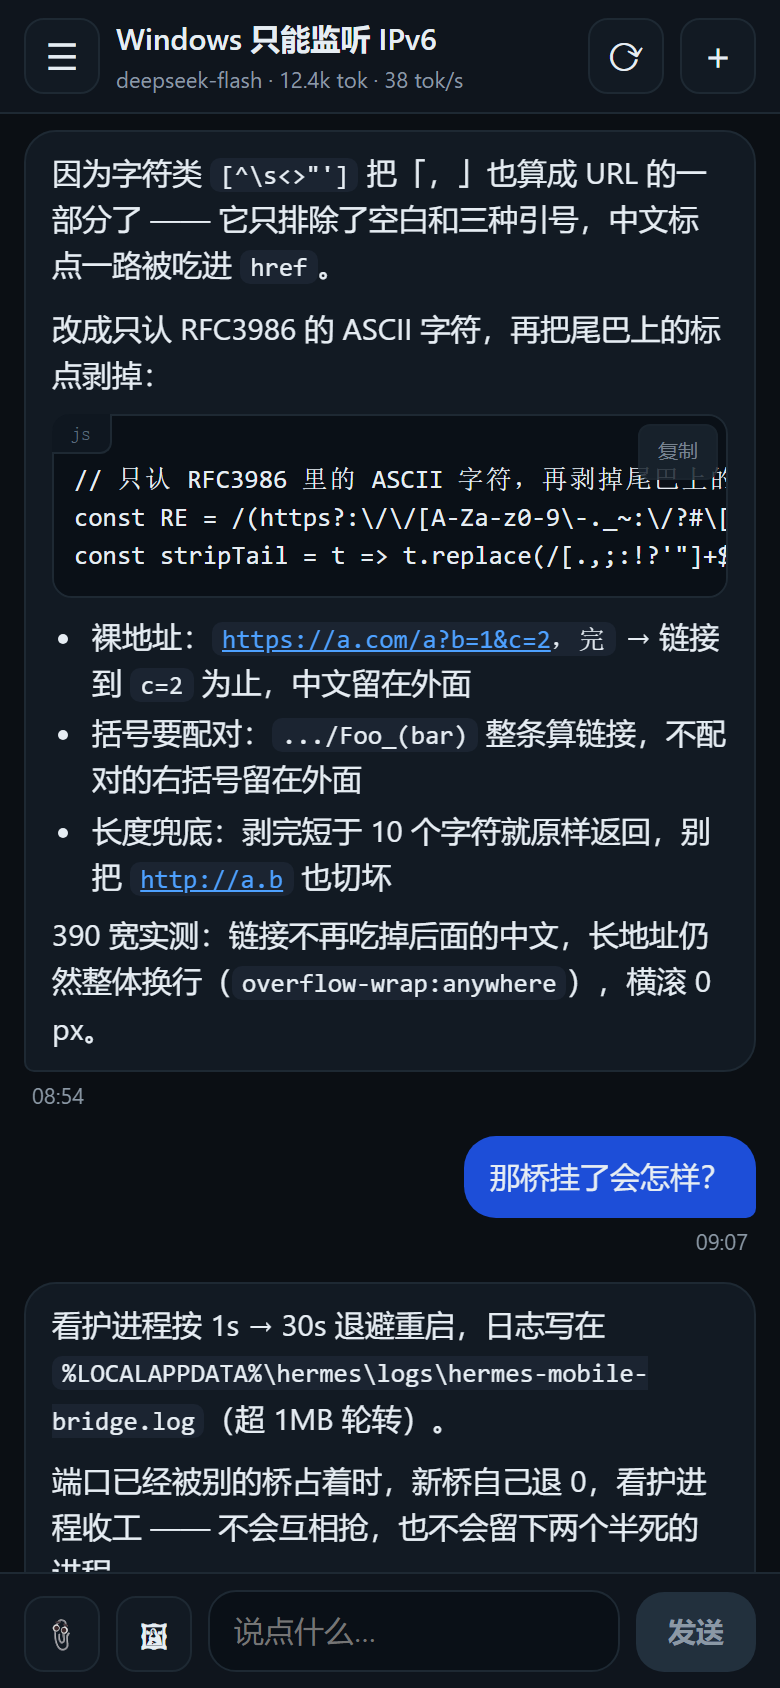 Windows 只能监听 IPv6
deepseek-flash · 12.4k tok · 38 tok/s
因为字符类 [^\s<>"'] 把「，」也算成 URL 的一
部分了 —— 它只排除了空白和三种引号，中文标
点一路被吃进 href。
改成只认 RFC3986 的 ASCII 字符，再把尾巴上的标
点剥掉：
js
复制
// 只认 RFC3986 里的 ASCII 字符，再剥掉尾巴上的
const RE = /(https?:\/\/[A-Za-z0-9\-._~:\/?#\[
const stripTail = t => t.replace(/[.,;:!?'"]+$
• 裸地址：https://a.com/a?b=1&c=2，完 → 链接
到 c=2 为止，中文留在外面
• 括号要配对：.../Foo_(bar) 整条算链接，不配
对的右括号留在外面
• 长度兜底：剥完短于 10 个字符就原样返回，别
把 http://a.b 也切坏
390 宽实测：链接不再吃掉后面的中文，长地址仍
然整体换行（overflow-wrap:anywhere），横滚 0
px。
08:54
那桥挂了会怎样？
09:07
看护进程按 1s → 30s 退避重启，日志写在
%LOCALAPPDATA%\hermes\logs\hermes-mobile-
bridge.log（超 1MB 轮转）。
端口已经被别的桥占着时，新桥自己退 0，看护进
程收工 —— 不会互相抢，也不会留下两个半死的
进程
说点什么…
发送